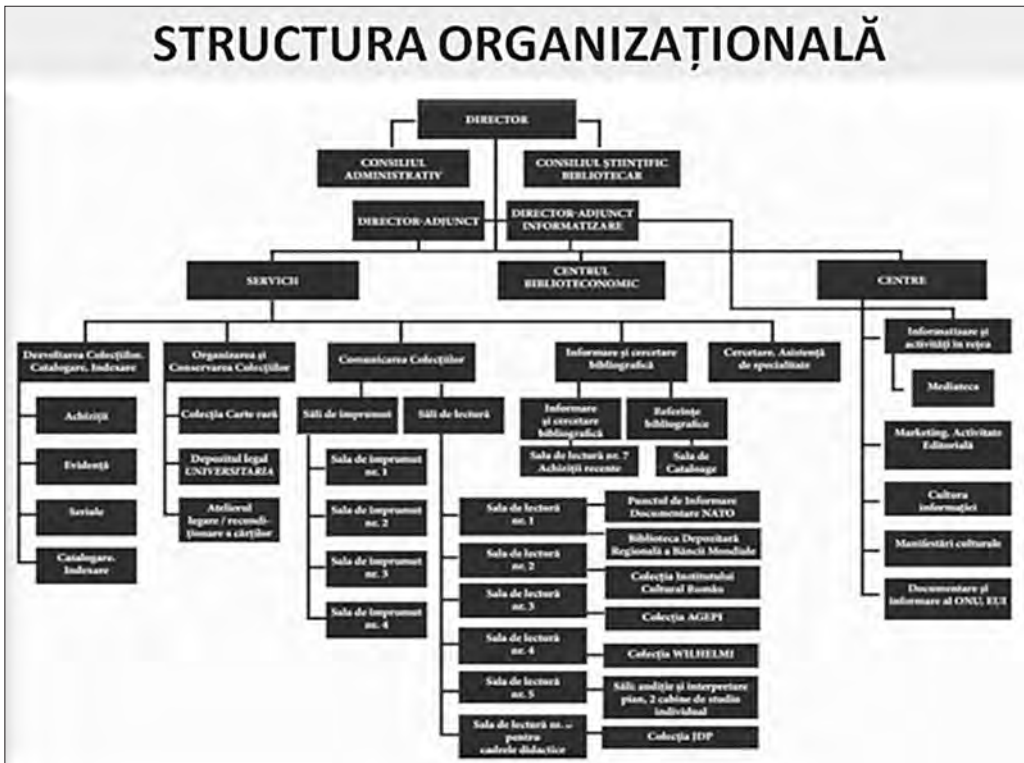 STRUCTURA ORGANIZAȚIONALĂ
DIRECTOR
CONSILIUL
ADMINISTRATIV
CONSILIUL ȘTIINȚIFIC
BIBLIOTECAR
DIRECTOR-ADJUNCT
DIRECTOR-ADJUNCT
INFORMATIZARE
SERVICII
CENTRUL
BIBLIOTECONOMIC
CENTRE
Dezvoltarea Colecțiilor.
Catalogare. Indexare
Achiziții
Evidență
Seriale
Catalogare.
Indexare
Organizarea și
Conservarea Colecțiilor
Colecția Carte rară
Depozitul legal
UNIVERSITARIA
Atelierul
legare / recondi-
ționare a cărților
Comunicarea Colecțiilor
Săli de împrumut
Sala de împrumut
nr. 1
Sala de împrumut
nr. 2
Sala de împrumut
nr. 3
Sala de împrumut
nr. 4
Săli de lectură
Sala de lectură
nr. 1
Sala de lectură
nr. 2
Sala de lectură
nr. 3
Sala de lectură
nr. 4
Sala de lectură
nr. 5
Sala de lectură nr.
pentru
cadrele didactice
Punctul de Informare
Documentare NATO
Biblioteca Depozitară
Regională a Băncii Mondiale
Colecția Institutului
Cultural Român
Colecția AGEPI
Colecția WILHELMI
Săli: audiție și interpretare
pian, 2 cabine de studiu
individual
Colecția JDP
Informare și cercetare
bibliografică
Informare
și cercetare
bibliografică
Sala de lectură nr. 7
Achiziții recente
Referințe
bibliografice
Sala de
Cataloage
Cercetare. Asistență
de specialitate
Informatizare și
activități în rețea
Mediateca
Marketing. Activitate
Editorială
Cultura
informației
Manifestări culturale
Documentare și
informare al ONU, EUI